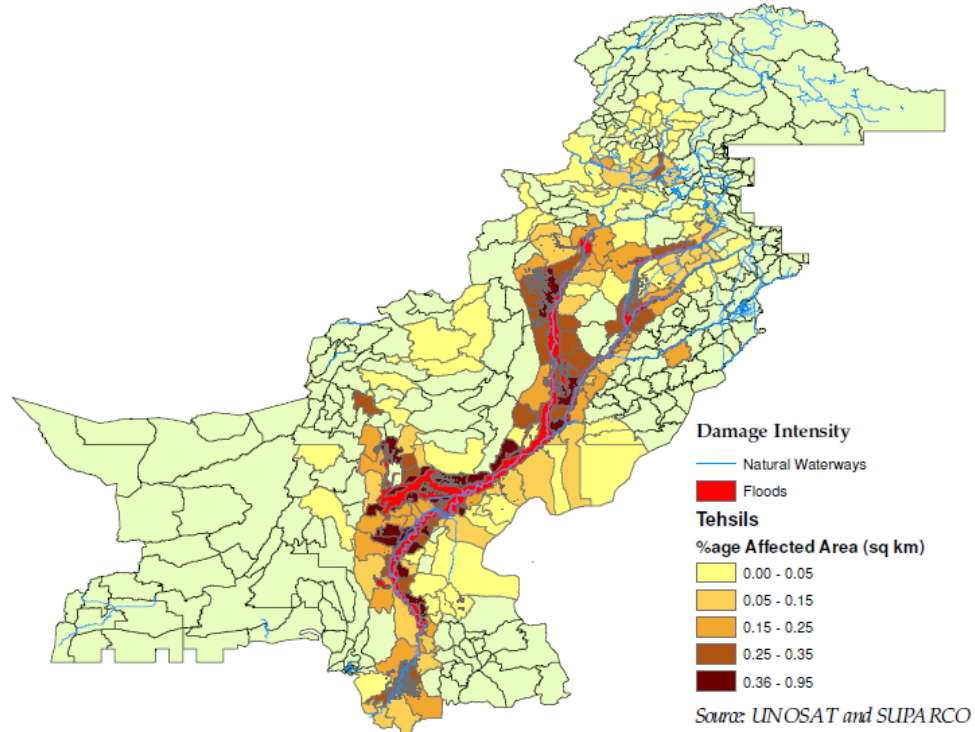 Damage Intensity
Natural Waterways
Floods
Tehsils
%age Affected Area (sq km)
0.00 - 0.05
0.05 - 0.15
0.15 - 0.25
0.25 - 0.35
0.36 - 0.95
Source: UNOSAT and SUPARCO